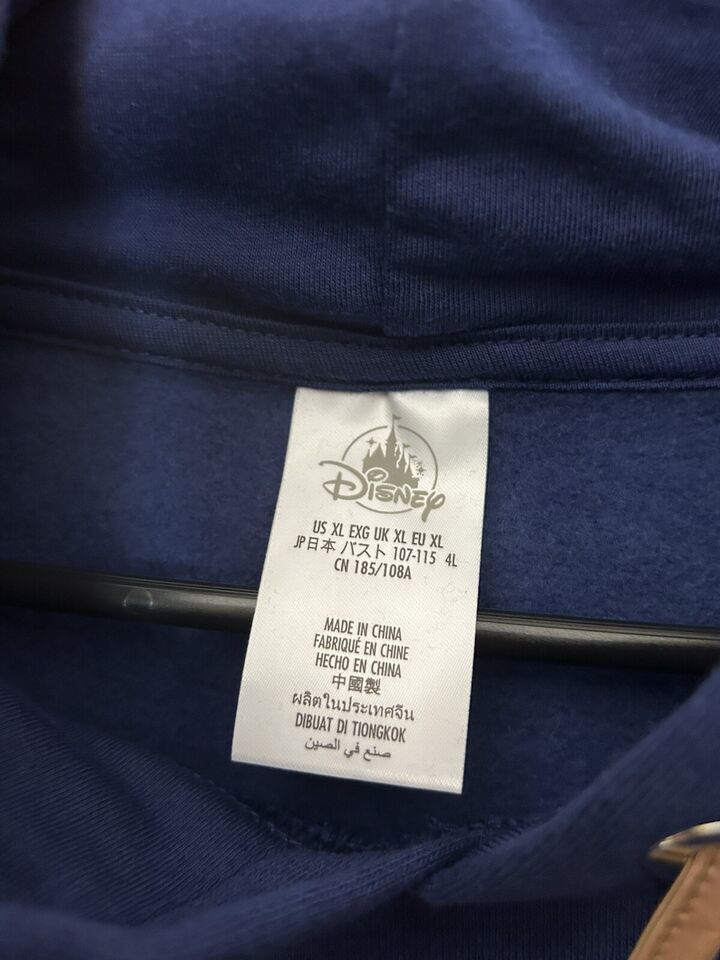 Disney
US XL EXG UK XL EU XL
JP日本 バスト 107-115 4L
CN 185/108A
MADE IN CHINA
FABRIQUÉ EN CHINE
HECHO EN CHINA
中國製
ผลิตในประเทศจีน
DIBUAT DI TIONGKOK
صنع في الصين